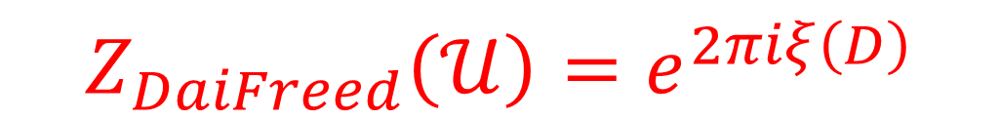 Z_{DaiFreed}(𝒰) = e^{2πiξ(D)}